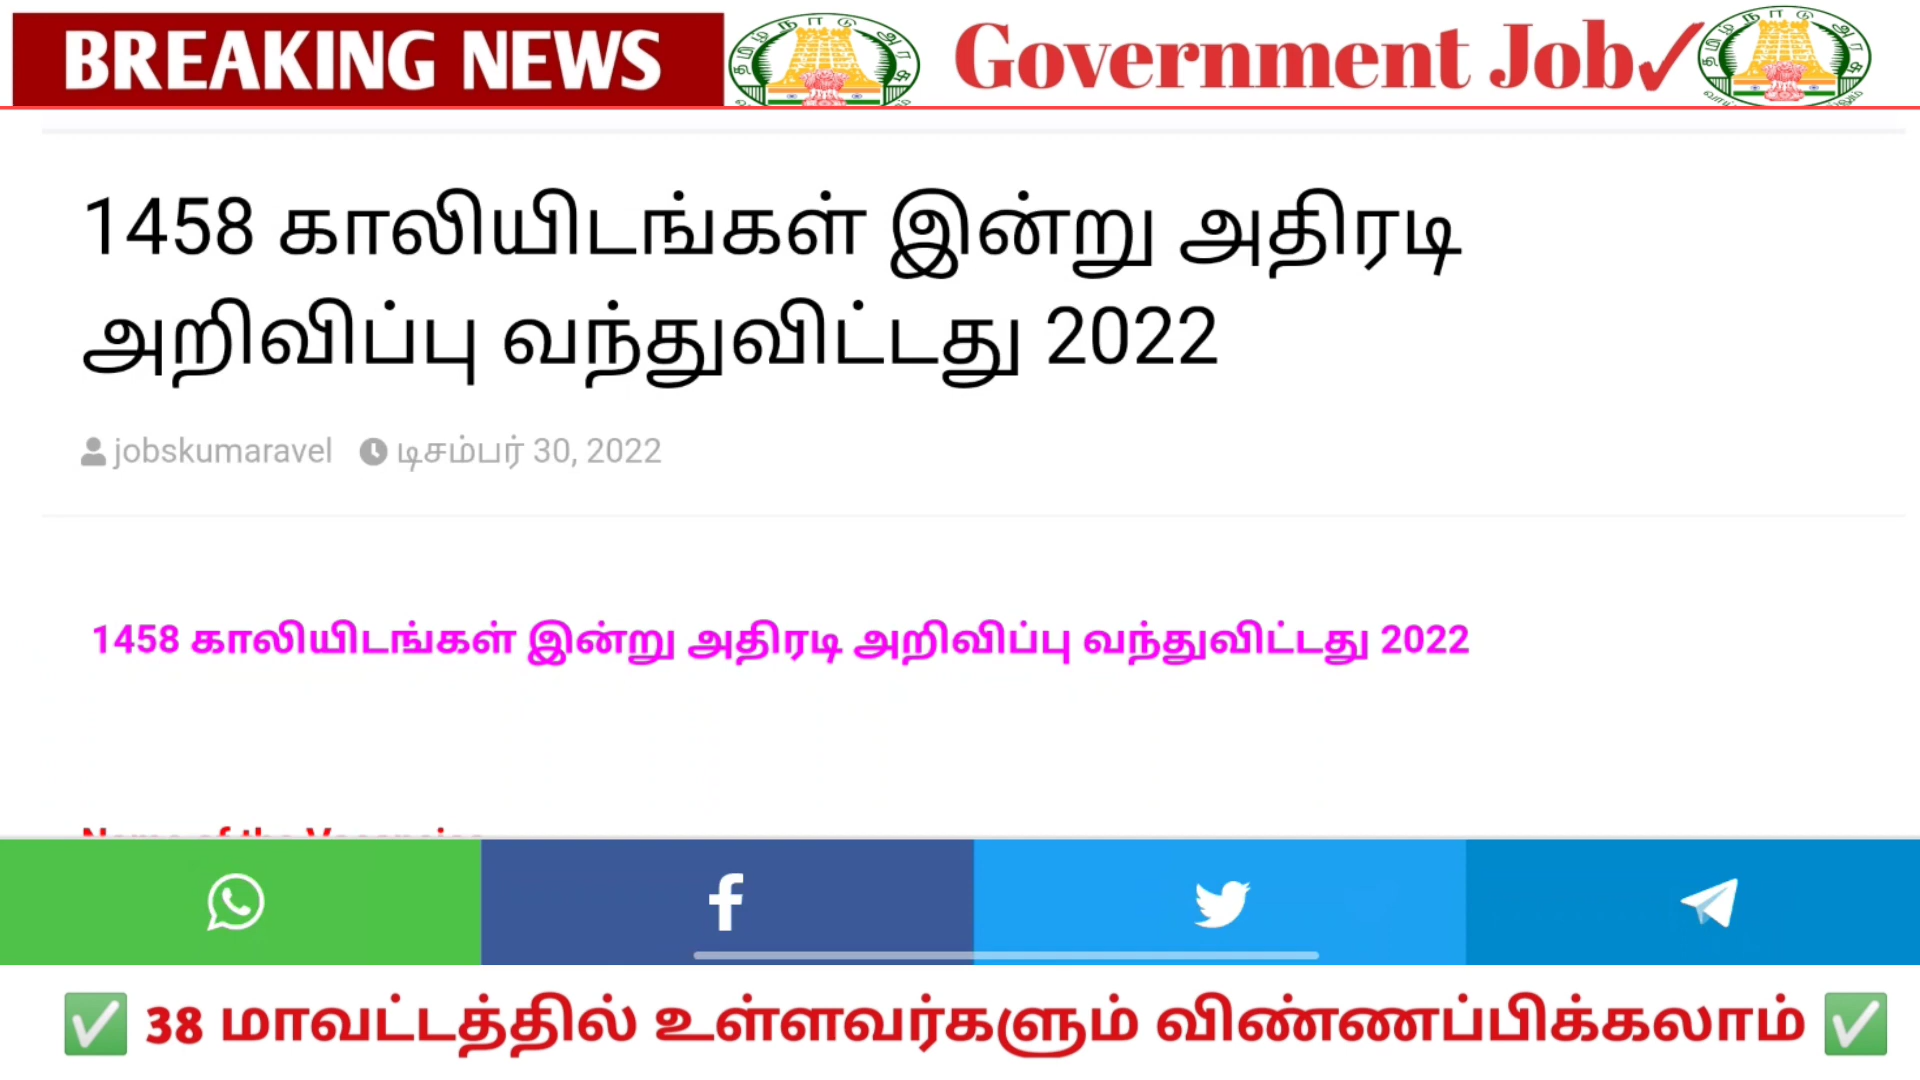 BREAKING NEWS
Government Job✓
1458 காலியிடங்கள் இன்று அதிரடி
அறிவிப்பு வந்துவிட்டது 2022
jobskumaravel டிசம்பர் 30, 2022
1458 காலியிடங்கள் இன்று அதிரடி அறிவிப்பு வந்துவிட்டது 2022
✅ 38 மாவட்டத்தில் உள்ளவர்களும் விண்ணப்பிக்கலாம் ✅